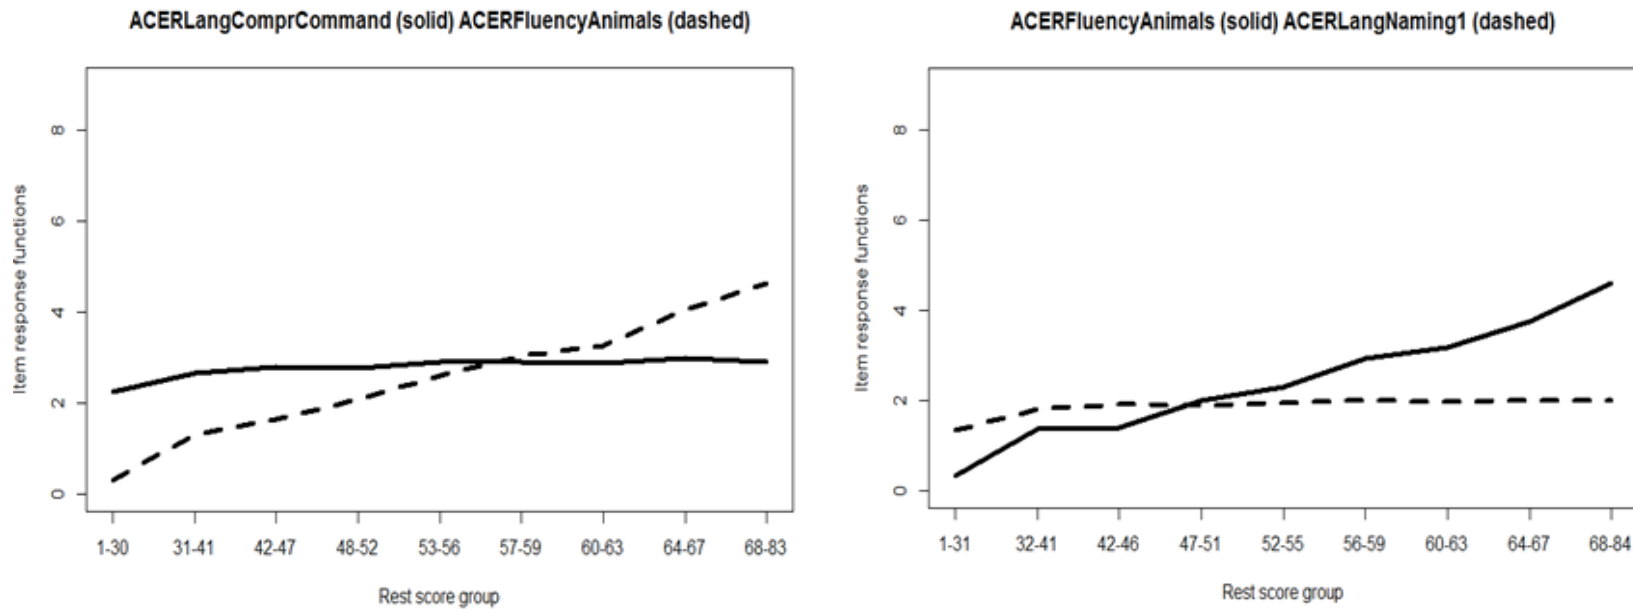 ACERLangComprCommand (solid) ACERFluencyAnimals (dashed)
Item response functions
8
6
4
2
0
1-30 31-41 42-47 48-52 53-56 57-59 60-63 64-67 68-83
Rest score group
ACERFluencyAnimals (solid) ACERLangNaming1 (dashed)
Item response functions
8
6
4
2
0
1-31 32-41 42-46 47-51 52-55 56-59 60-63 64-67 68-84
Rest score group